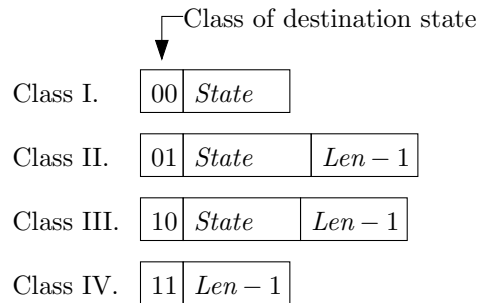 Class of destination state
Class I. 00 State
Class II. 01 State Len − 1
Class III. 10 State Len − 1
Class IV. 11 Len − 1